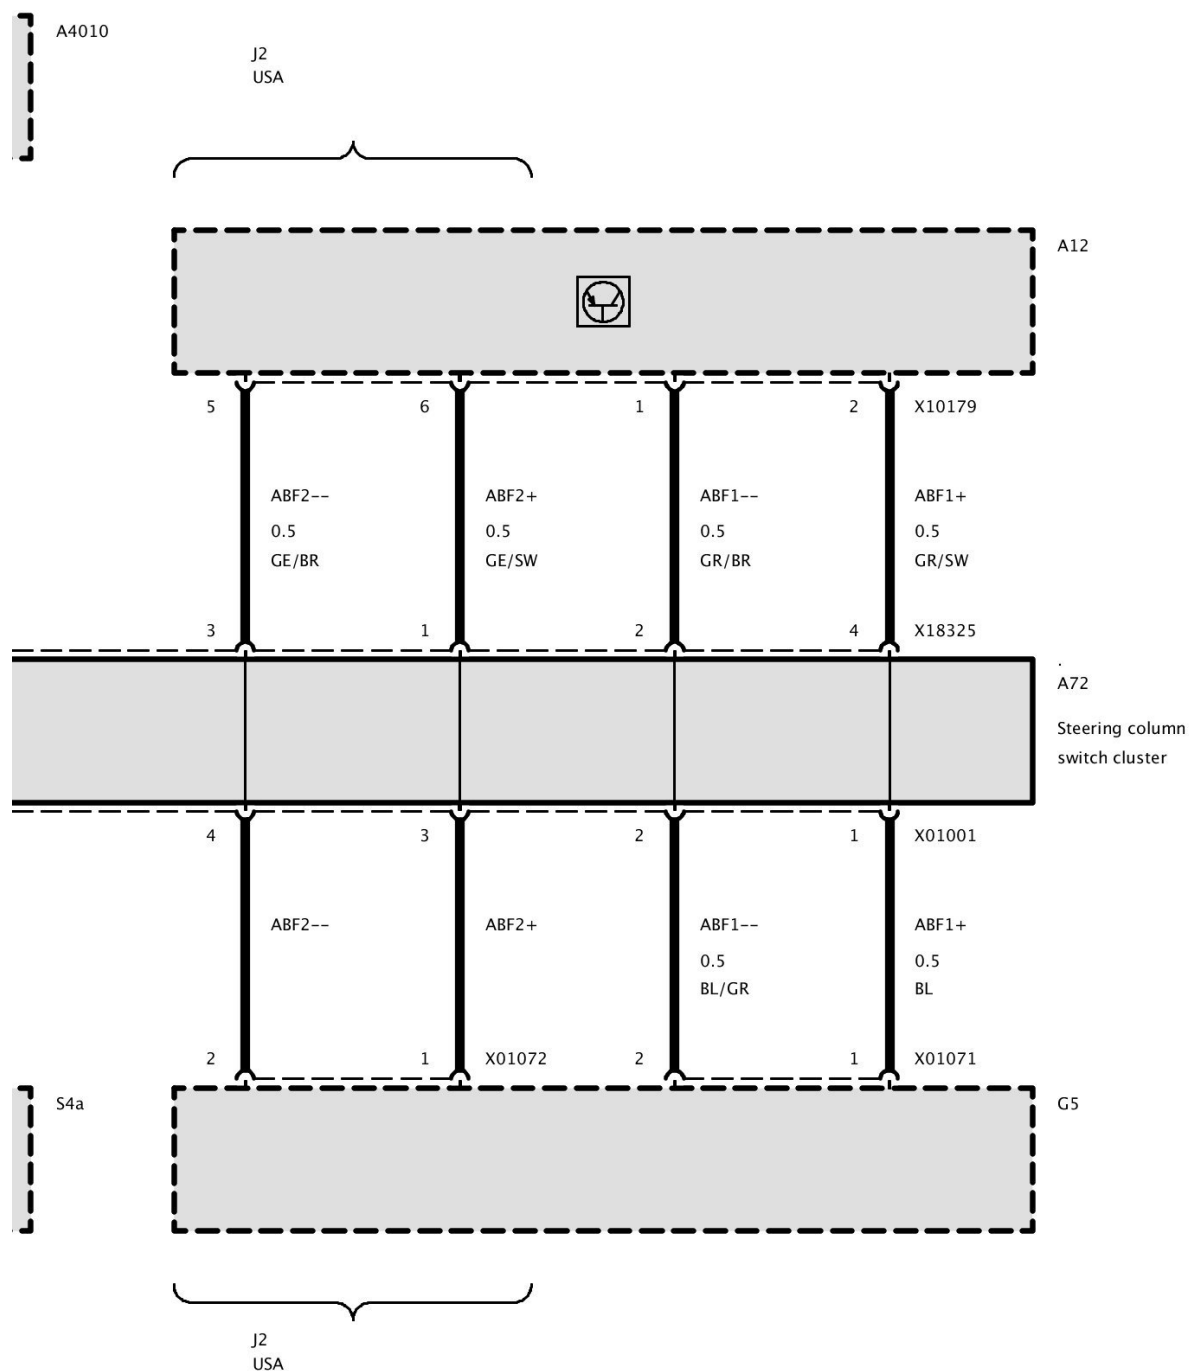 A4010
J2
USA
A12
5 6 1 2 X10179
ABF2-- ABF2+ ABF1-- ABF1+
0.5 0.5 0.5 0.5
GE/BR GE/SW GR/BR GR/SW
3 1 2 4 X18325
.
A72
Steering column
switch cluster
4 3 2 1 X01001
ABF2-- ABF2+ ABF1-- ABF1+
0.5 0.5
BL/GR BL
2 1 X01072 2 1 X01071
S4a G5
J2
USA